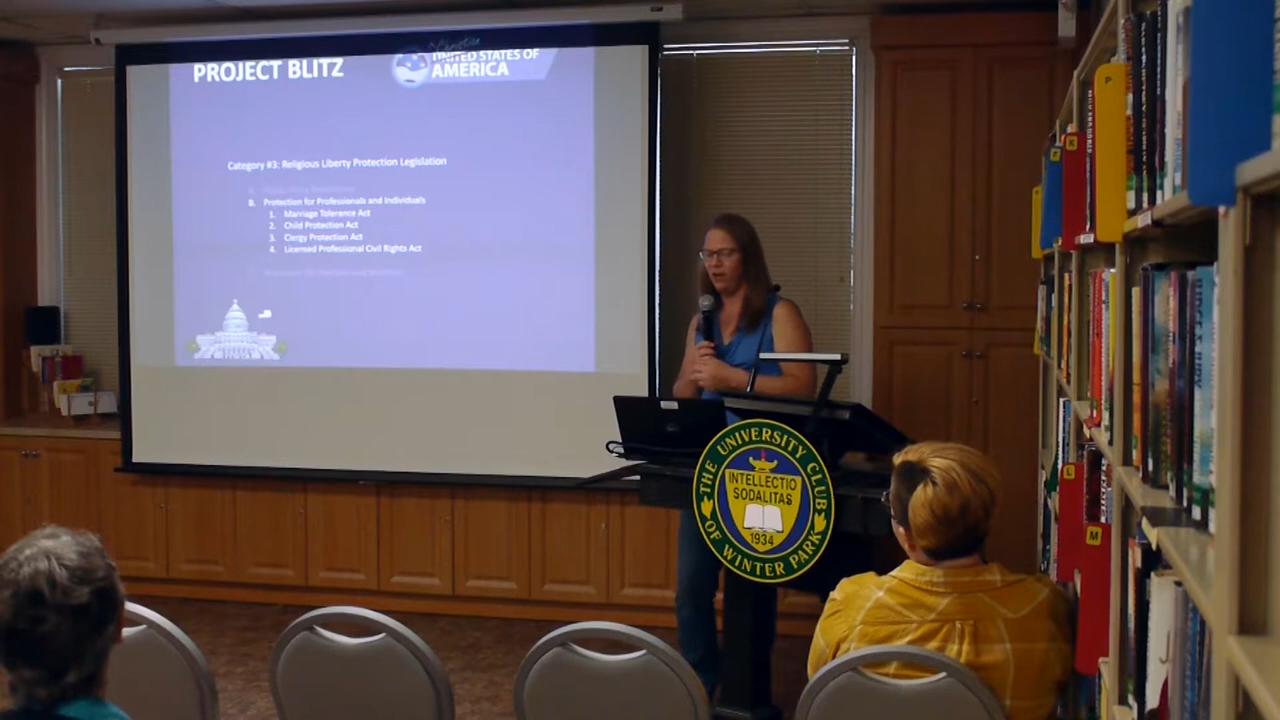 PROJECT BLITZ
Christian
UNITED STATES OF
AMERICA
Category #3: Religious Liberty Protection Legislation
B. Protection for Professionals and Individuals
1. Marriage Tolerance Act
2. Child Protection Act
3. Clergy Protection Act
4. Licensed Professional Civil Rights Act
THE UNIVERSITY CLUB
INTELLECTIO
SODALITAS
1934
OF WINTER PARK
P
K
F
L
M